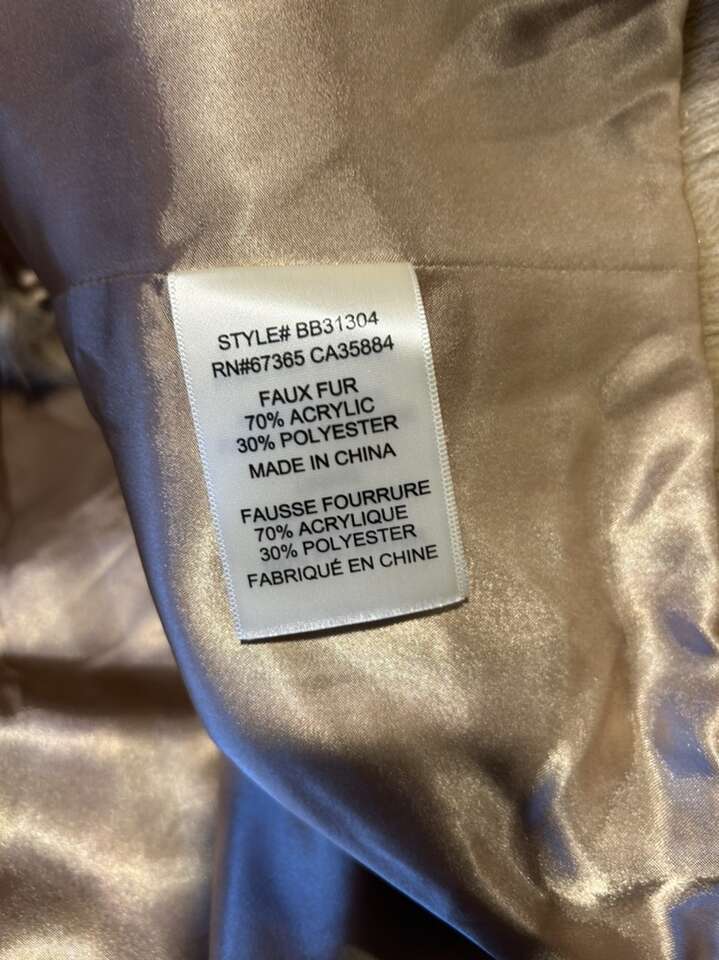 STYLE# BB31304
RN#67365 CA35884
FAUX FUR
70% ACRYLIC
30% POLYESTER
MADE IN CHINA
FAUSSE FOURRURE
70% ACRYLIQUE
30% POLYESTER
FABRIQUÉ EN CHINE